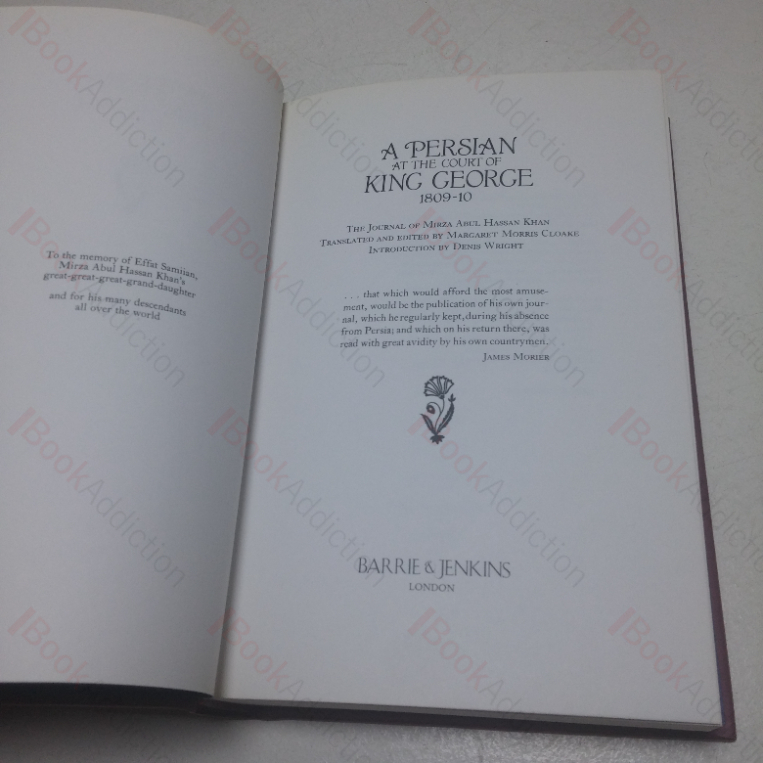 To the memory of Effat Samiian,
Mirza Abul Hassan Khan's
great-great-great-grand-daughter
and for his many descendants
all over the world
A PERSIAN
AT THE COURT OF
KING GEORGE
1809-10
THE JOURNAL OF MIRZA ABUL HASSAN KHAN
TRANSLATED AND EDITED BY MARGARET MORRIS CLOAKE
INTRODUCTION BY DENIS WRIGHT
. . . that which would afford the most amuse-
ment, would be the publication of his own jour-
nal, which he regularly kept, during his absence
from Persia; and which on his return there, was
read with great avidity by his own countrymen.
JAMES MORIER
BARRIE & JENKINS
LONDON
BookAddiction